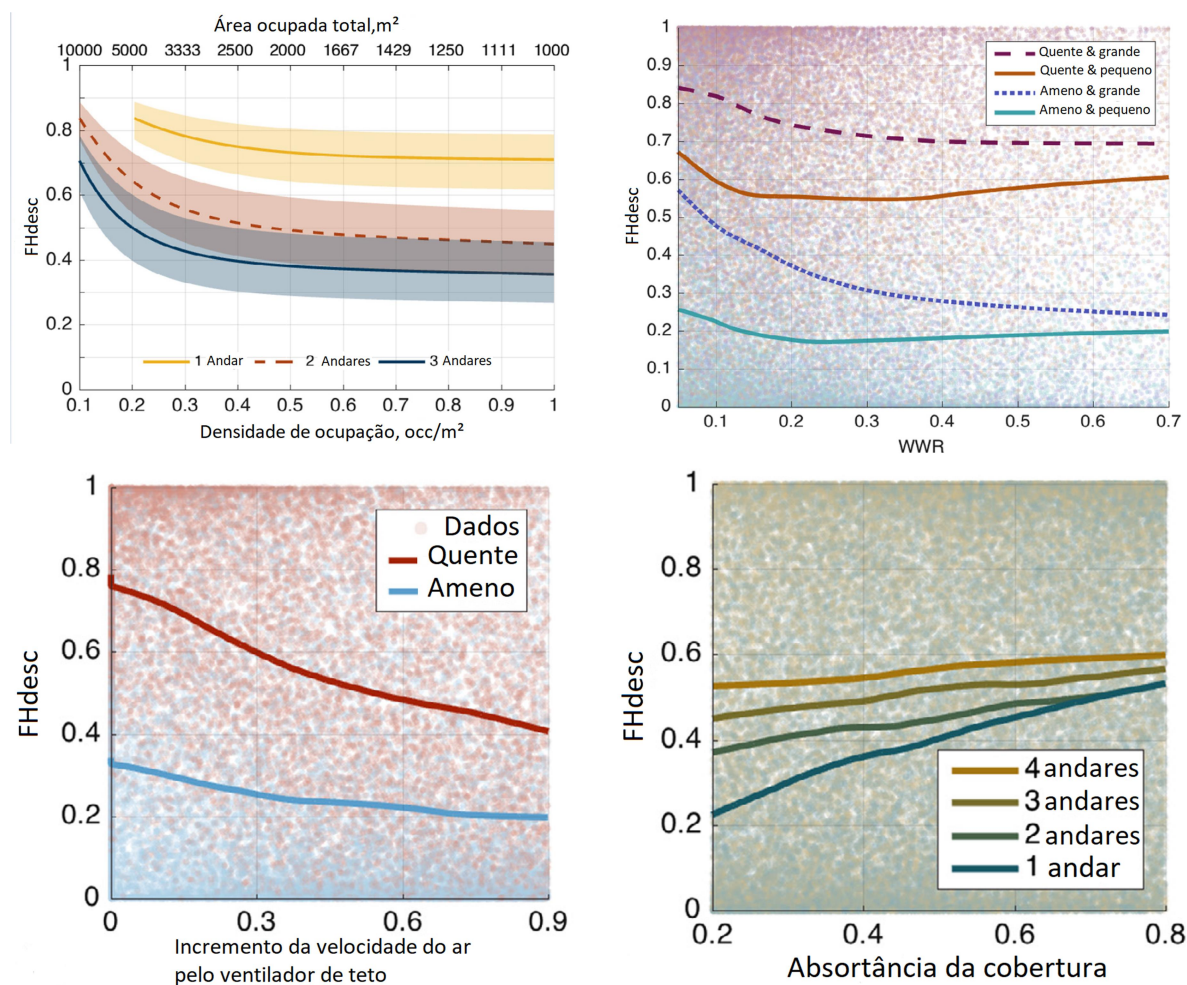 Área ocupada total,m²
10000 5000 3333 2500 2000 1667 1429 1250 1111 1000
1
0.8
0.6
0.4
0.2
0
FHdesc
1 Andar 2 Andares 3 Andares
0.1 0.2 0.3 0.4 0.5 0.6 0.7 0.8 0.9 1
Densidade de ocupação, occ/m²
1
0.9
0.8
0.7
0.6
0.5
0.4
0.3
0.2
0.1
0
FHdesc
Quente & grande
Quente & pequeno
Ameno & grande
Ameno & pequeno
0.1 0.2 0.3 0.4 0.5 0.6 0.7
WWR
1
0.8
0.6
0.4
0.2
0
FHdesc
Dados
Quente
Ameno
0 0.3 0.6 0.9
Incremento da velocidade do ar
pelo ventilador de teto
1
0.8
0.6
0.4
0.2
0
FHdesc
4 andares
3 andares
2 andares
1 andar
0.2 0.4 0.6 0.8
Absortância da cobertura